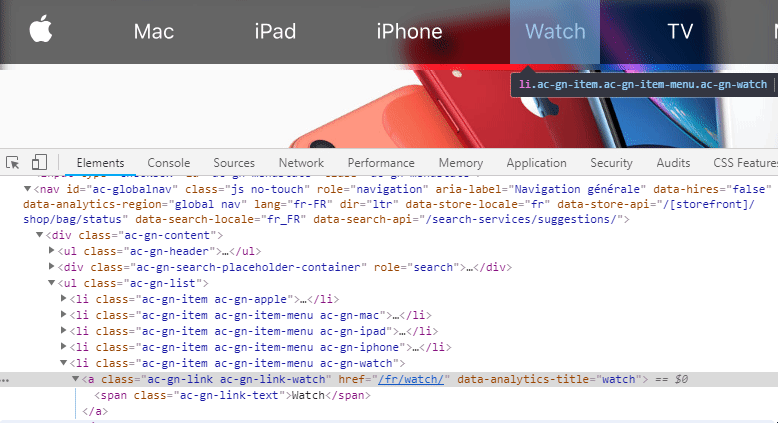 Mac iPad iPhone Watch TV
li.ac-gn-item.ac-gn-item-menu.ac-gn-watch
Elements Console Sources Network Performance Memory Application Security Audits CSS Features
<nav id="ac-globalnav" class="js no-touch" role="navigation" aria-label="Navigation générale" data-hires="false"
data-analytics-region="global nav" lang="fr-FR" dir="ltr" data-store-locale="fr" data-store-api="/[storefront]/
shop/bag/status" data-search-locale="fr_FR" data-search-api="/search-services/suggestions/">
<div class="ac-gn-content">
<ul class="ac-gn-header">…</ul>
<div class="ac-gn-search-placeholder-container" role="search">…</div>
<ul class="ac-gn-list">
<li class="ac-gn-item ac-gn-apple">…</li>
<li class="ac-gn-item ac-gn-item-menu ac-gn-mac">…</li>
<li class="ac-gn-item ac-gn-item-menu ac-gn-ipad">…</li>
<li class="ac-gn-item ac-gn-item-menu ac-gn-iphone">…</li>
<li class="ac-gn-item ac-gn-item-menu ac-gn-watch">
… <a class="ac-gn-link ac-gn-link-watch" href="/fr/watch/" data-analytics-title="watch"> == $0
<span class="ac-gn-link-text">Watch</span>
</a>